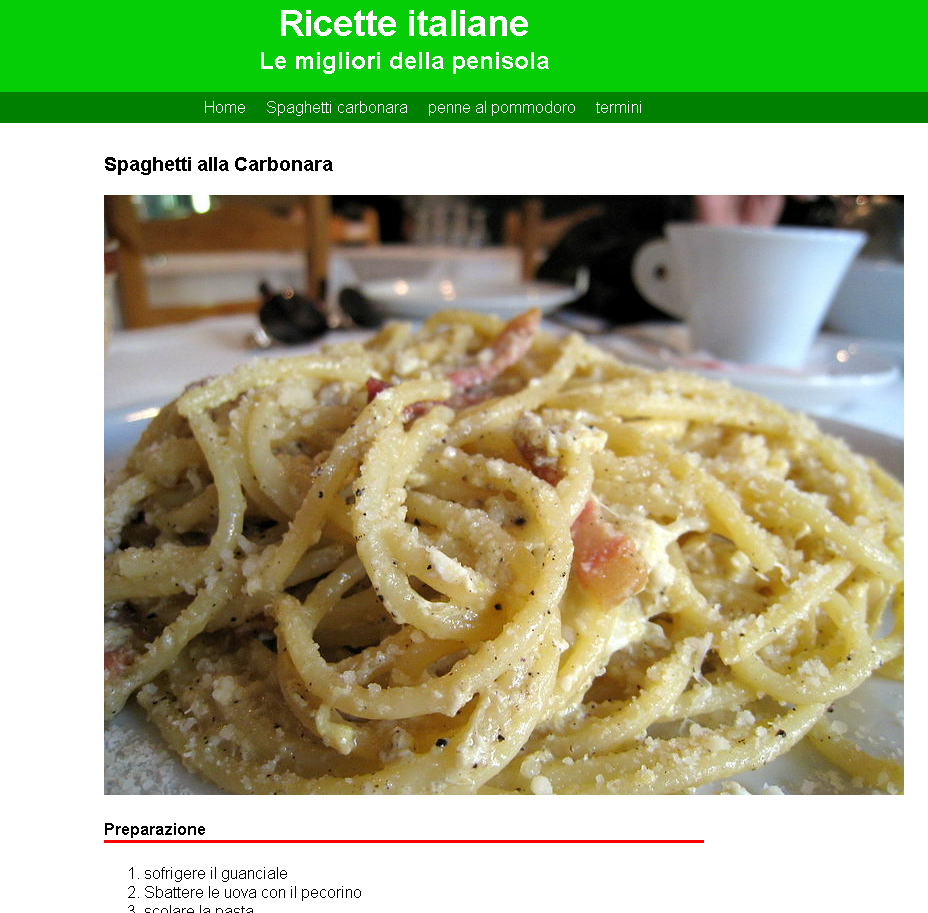 Ricette italiane
Le migliori della penisola
Home Spaghetti carbonara penne al pommodoro termini
Spaghetti alla Carbonara
Preparazione
1. sofrigere il guanciale
2. Sbattere le uova con il pecorino
3. scolare la pasta